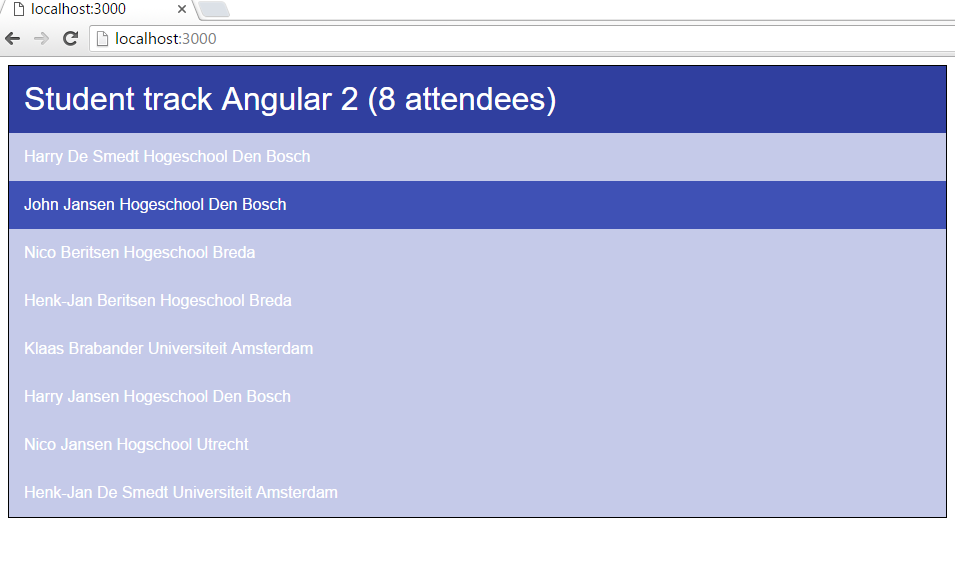 localhost:3000
localhost:3000
Student track Angular 2 (8 attendees)
Harry De Smedt Hogeschool Den Bosch
John Jansen Hogeschool Den Bosch
Nico Beritsen Hogeschool Breda
Henk-Jan Beritsen Hogeschool Breda
Klaas Brabander Universiteit Amsterdam
Harry Jansen Hogeschool Den Bosch
Nico Jansen Hogschool Utrecht
Henk-Jan De Smedt Universiteit Amsterdam